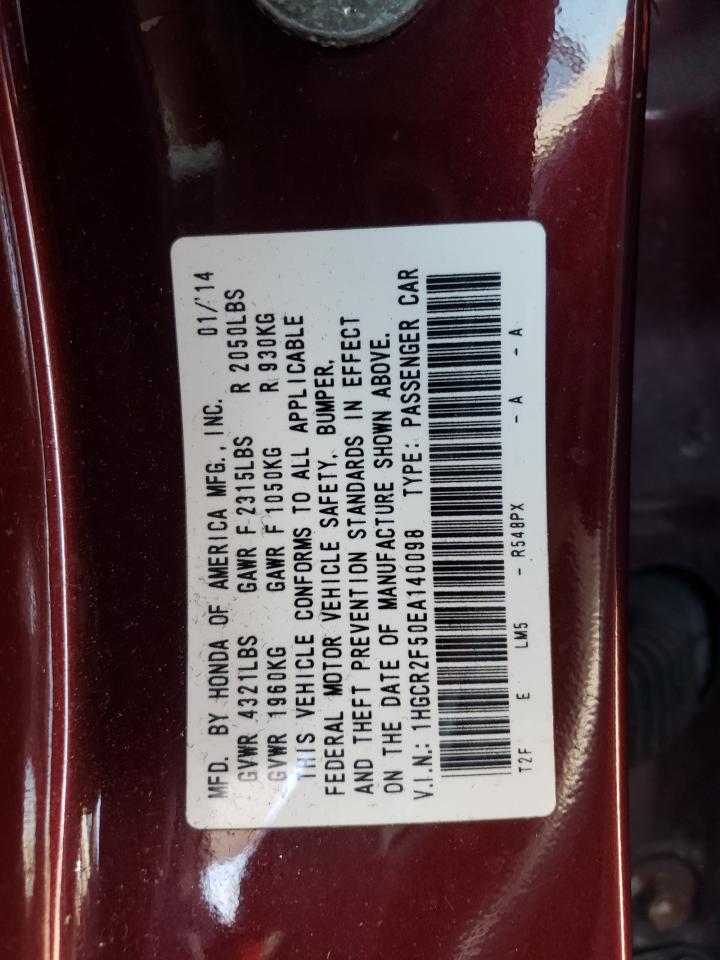 MFD. BY HONDA OF AMERICA MFG., INC. 01/'14
GVWR 4321LBS GAWR F 2315LBS R 2050LBS
GVWR 1960KG GAWR F 1050KG R 930KG
THIS VEHICLE CONFORMS TO ALL APPLICABLE
FEDERAL MOTOR VEHICLE SAFETY, BUMPER,
AND THEFT PREVENTION STANDARDS IN EFFECT
ON THE DATE OF MANUFACTURE SHOWN ABOVE.
V.I.N.: 1HGCR2F50EA140098 TYPE: PASSENGER CAR
T2F E LM5 - R548PX - A - A